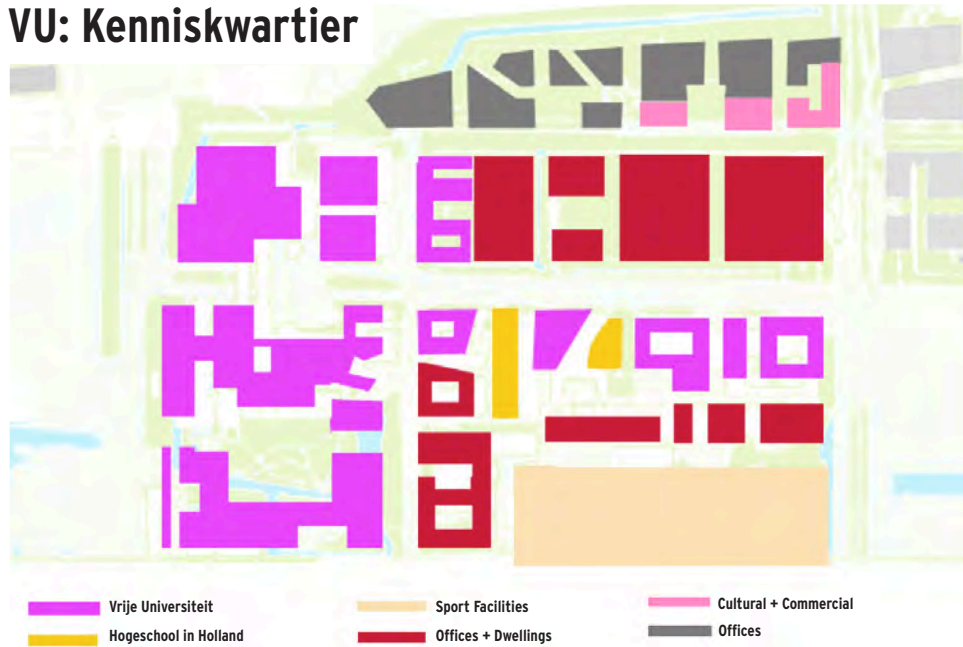 VU: Kenniskwartier
Vrije Universiteit
Sport Facilities
Cultural + Commercial
Hogeschool in Holland
Offices + Dwellings
Offices